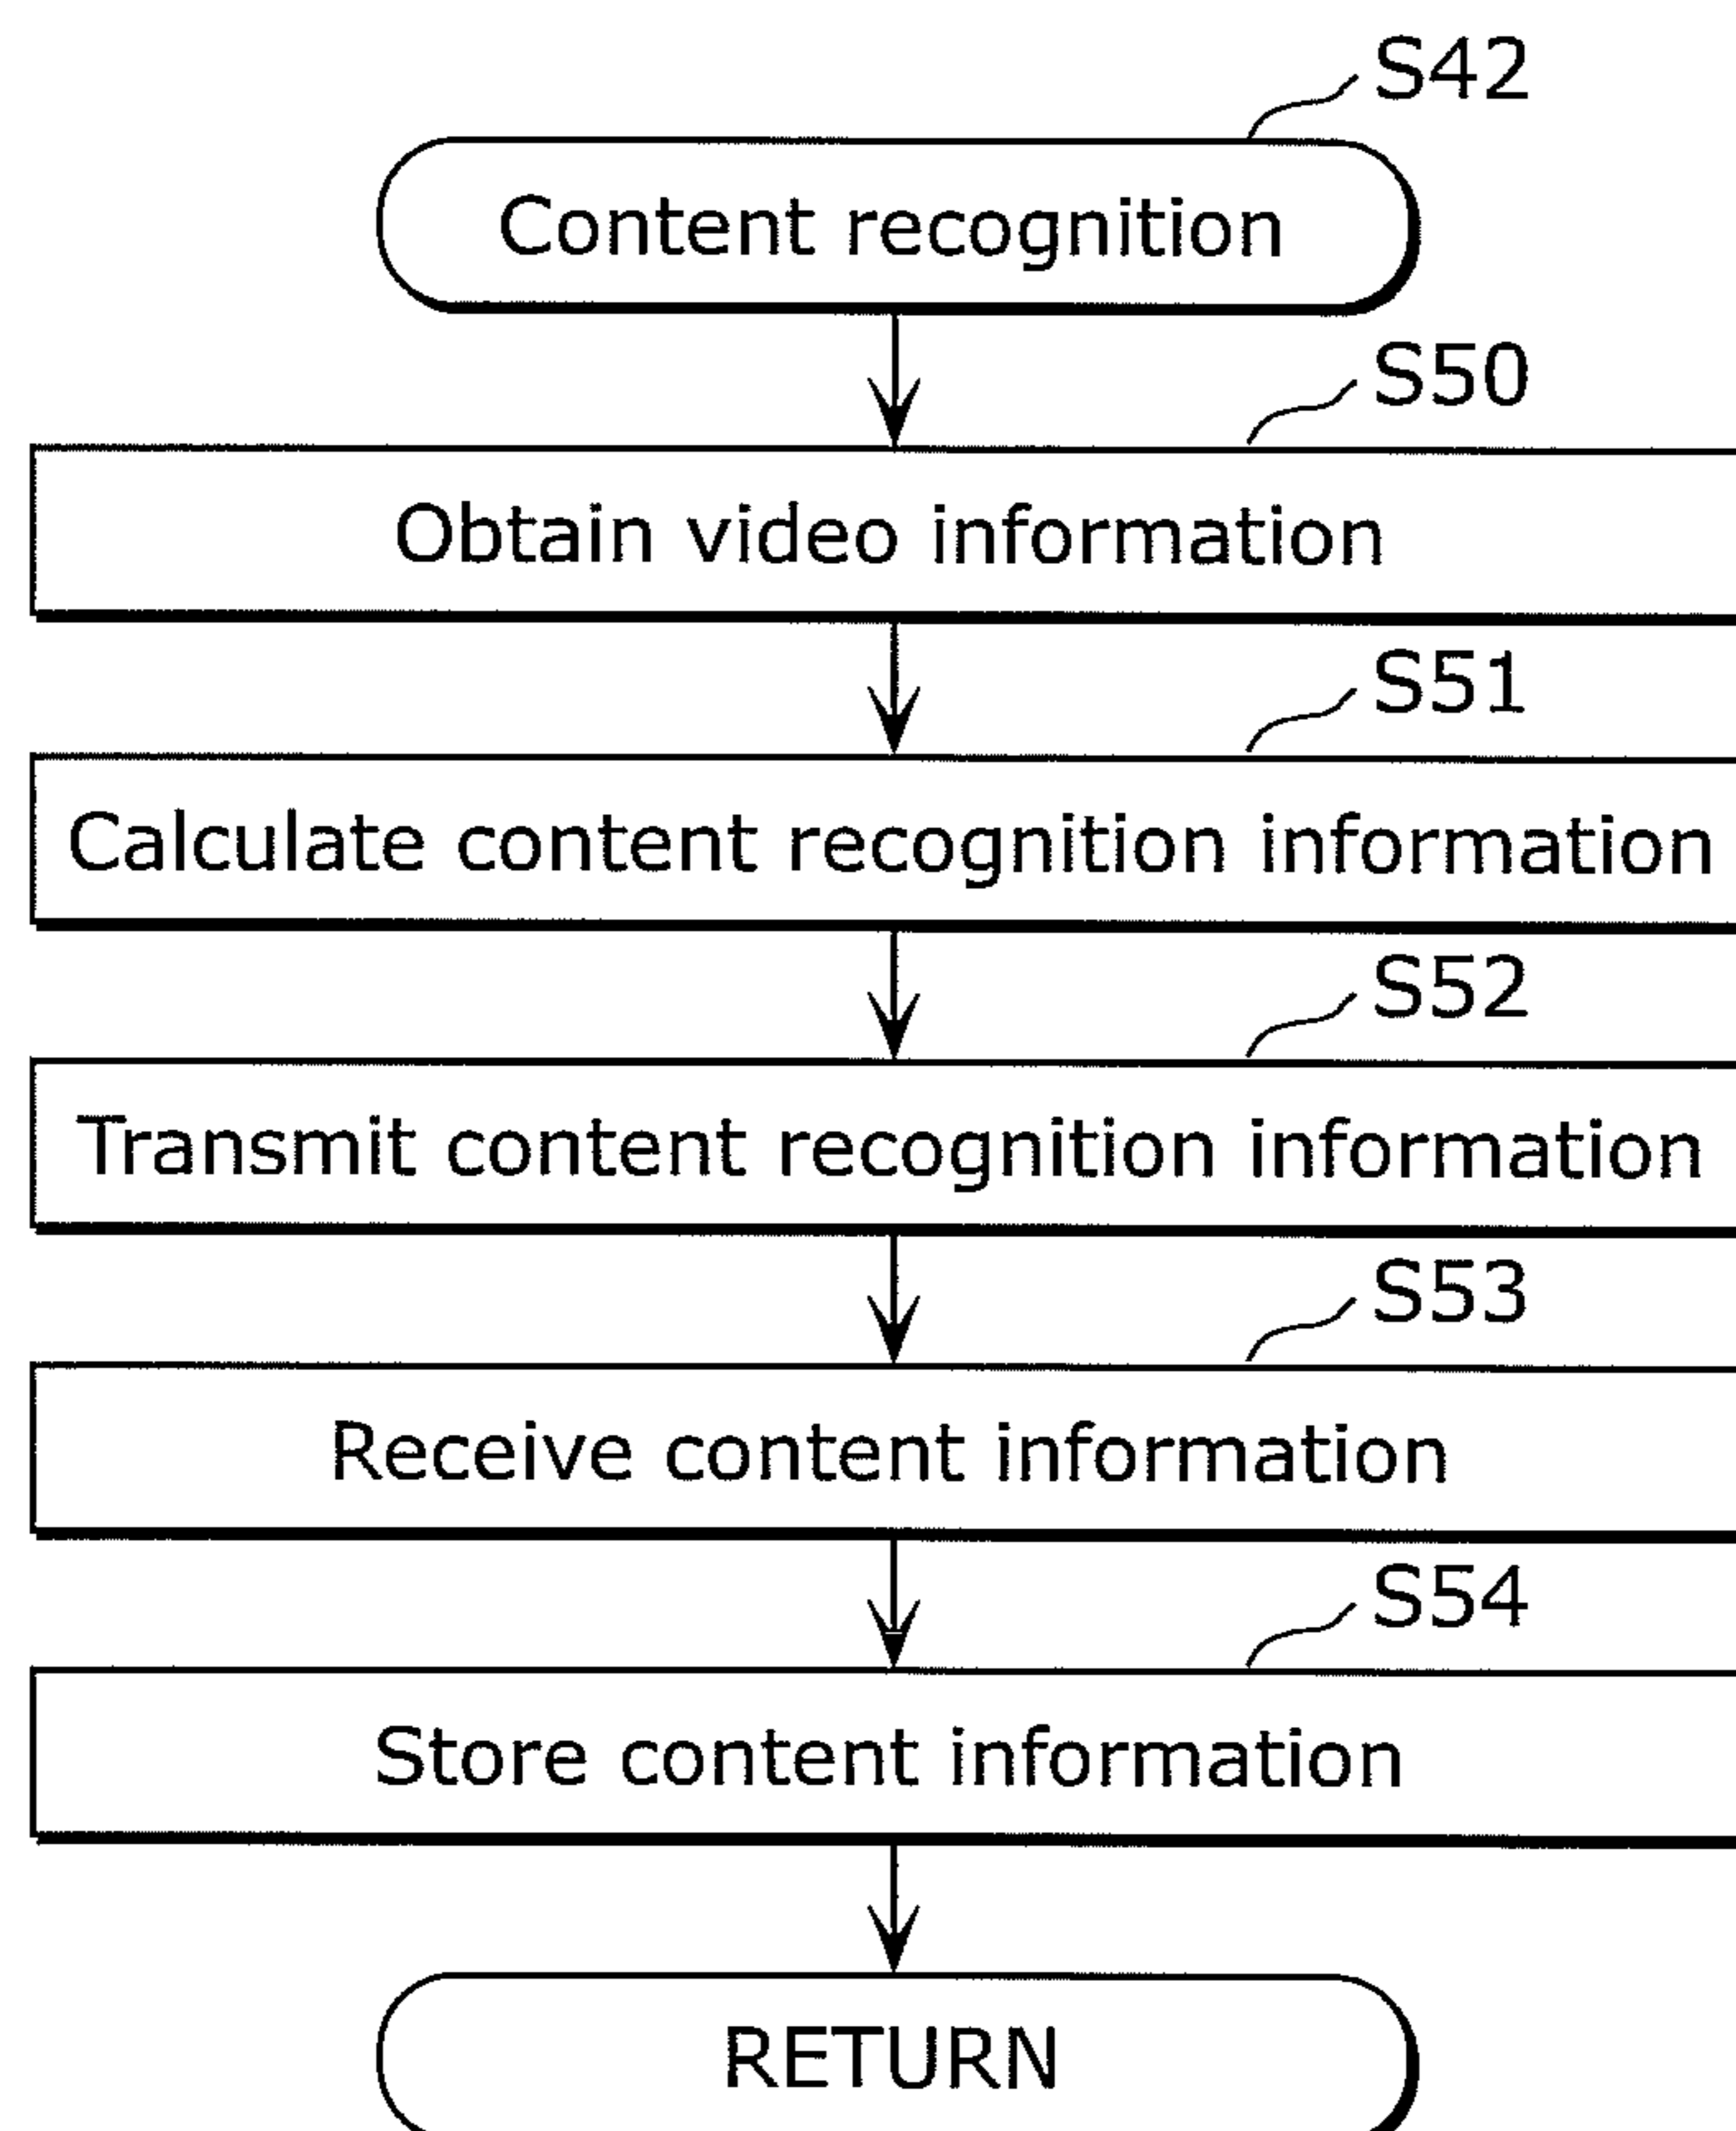 S42
Content recognition
S50
Obtain video information
S51
Calculate content recognition information
S52
Transmit content recognition information
S53
Receive content information
S54
Store content information
RETURN